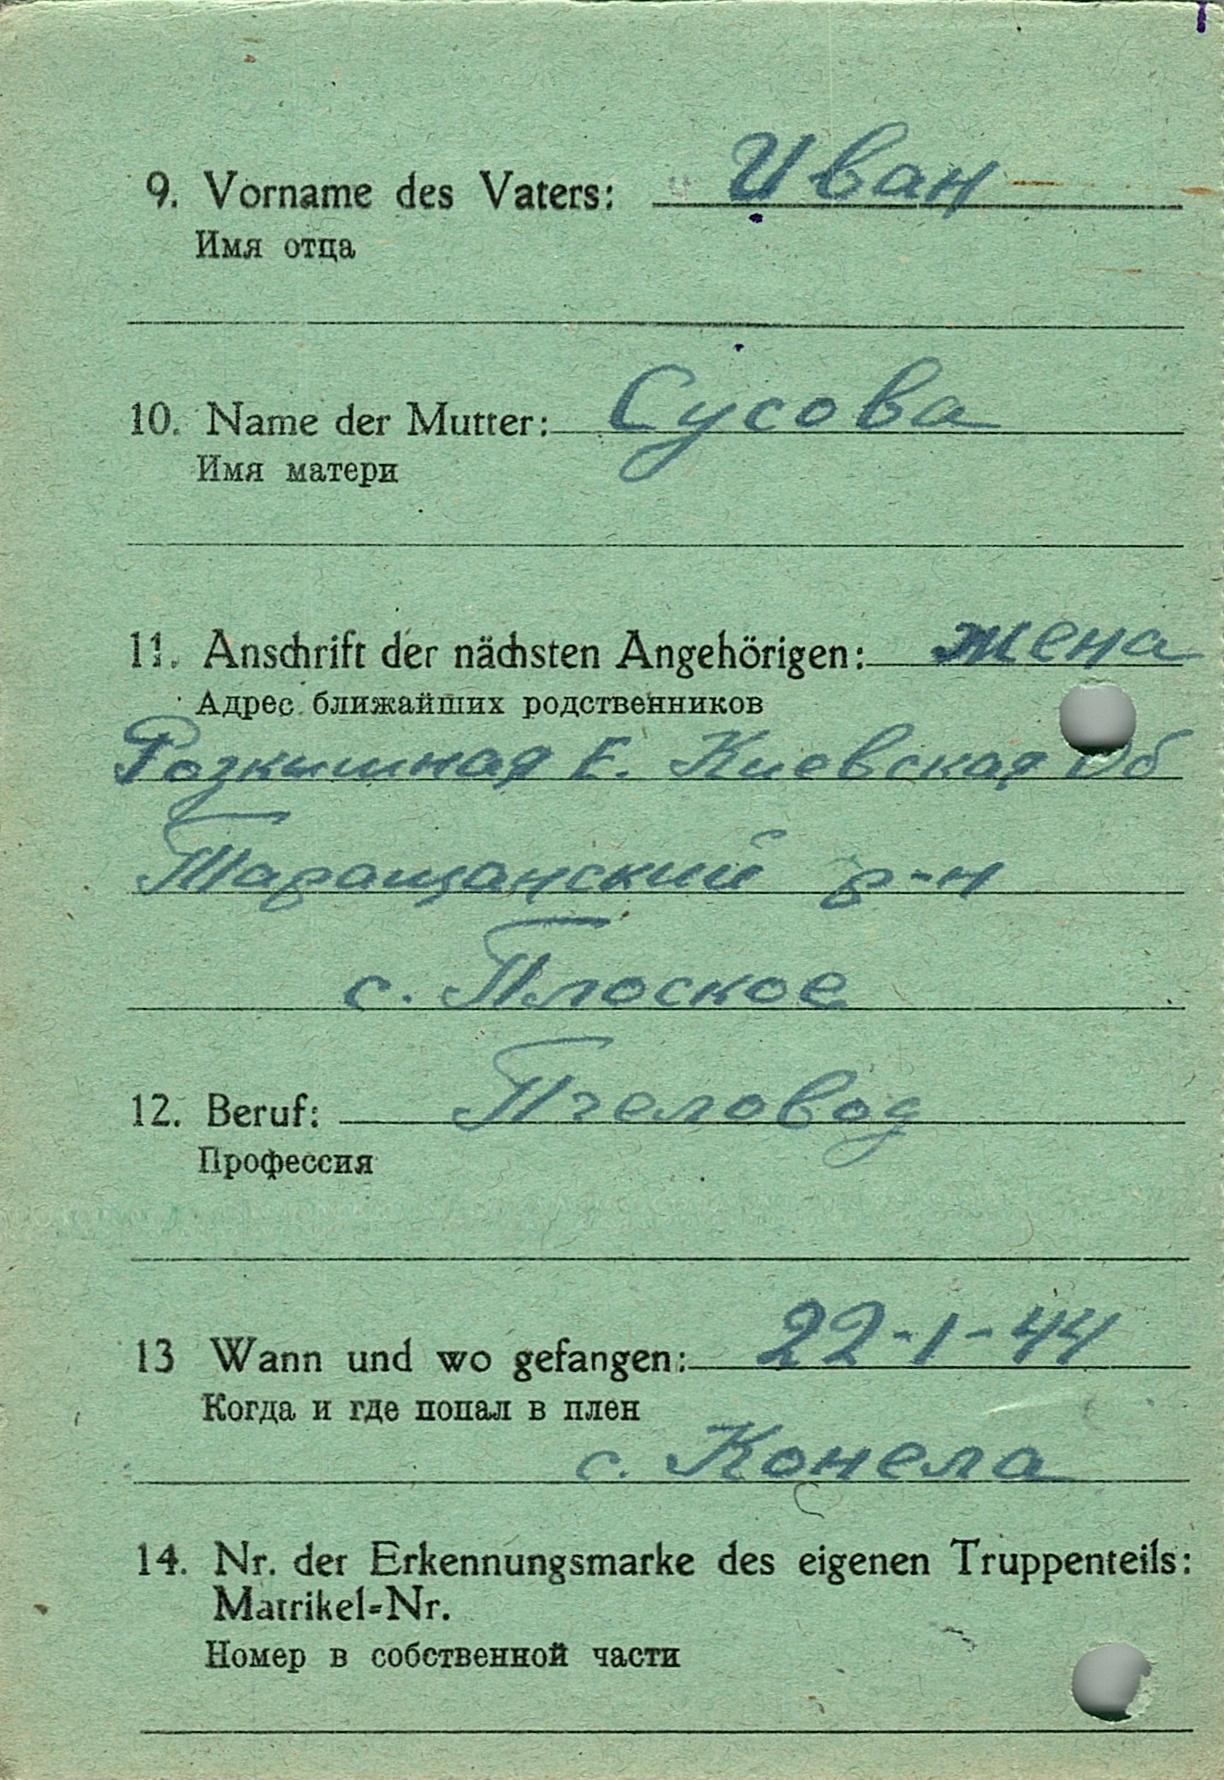 9. Vorname des Vaters: Иван
Имя отца
10. Name der Mutter: Сусова
Имя матери
11. Anschrift der nächsten Angehörigen: жена
Адрес ближайших родственников
Розкишная Е. Киевская Об
Таращанский р-н
с. Плоское
12. Beruf: Пчеловод
Профессия
13 Wann und wo gefangen: 22-1-44
Когда и где попал в плен
с. Конела
14. Nr. der Erkennungsmarke des eigenen Truppenteils:
Matrikel-Nr.
Номер в собственной части